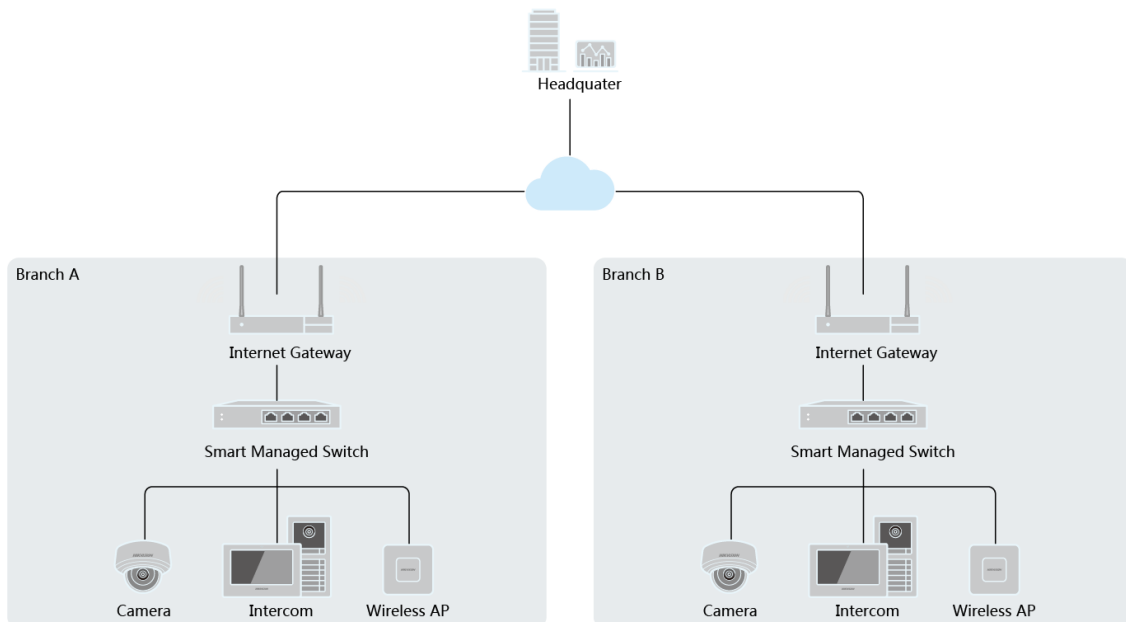 Headquater
Branch A
Branch B
Internet Gateway
Internet Gateway
Smart Managed Switch
Smart Managed Switch
Camera
Intercom
Wireless AP
Camera
Intercom
Wireless AP